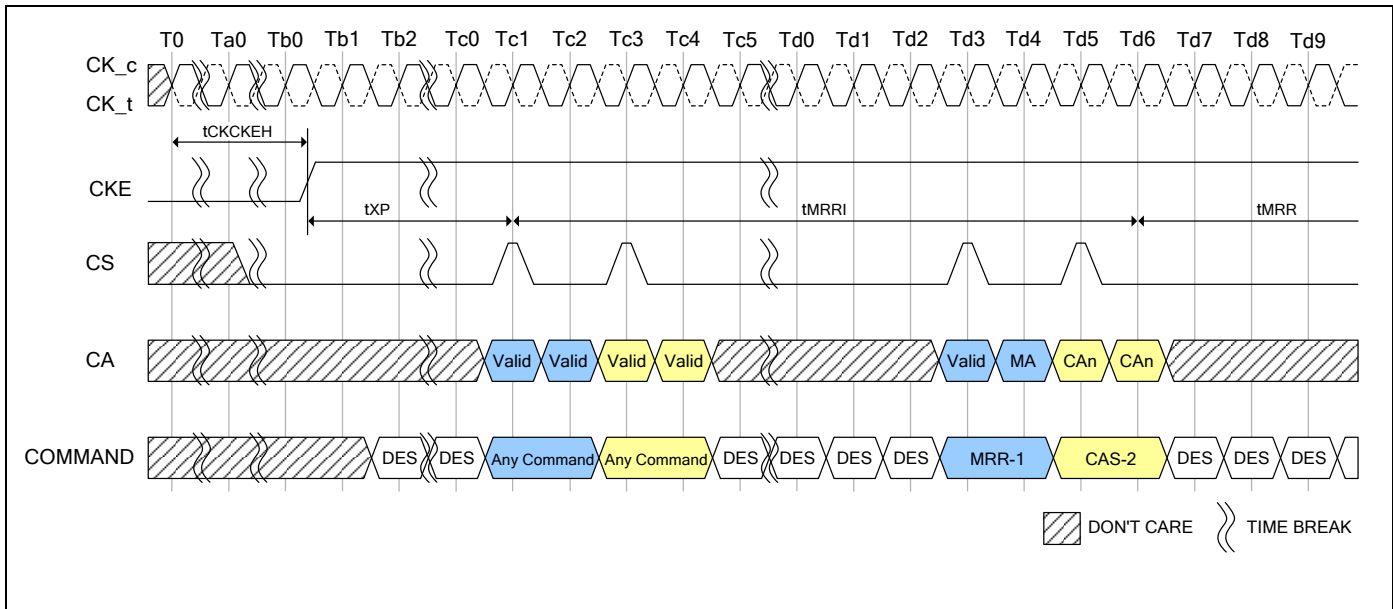 T0 Ta0 Tb0 Tb1 Tb2 Tc0 Tc1 Tc2 Tc3 Tc4 Tc5 Td0 Td1 Td2 Td3 Td4 Td5 Td6 Td7 Td8 Td9
CK_c
CK_t
tCKCKEH
CKE
tXP tMRRI tMRR
CS
CA Valid Valid Valid Valid Valid MA CAn CAn
COMMAND DES DES Any Command Any Command DES DES DES DES MRR-1 CAS-2 DES DES DES
DON'T CARE TIME BREAK